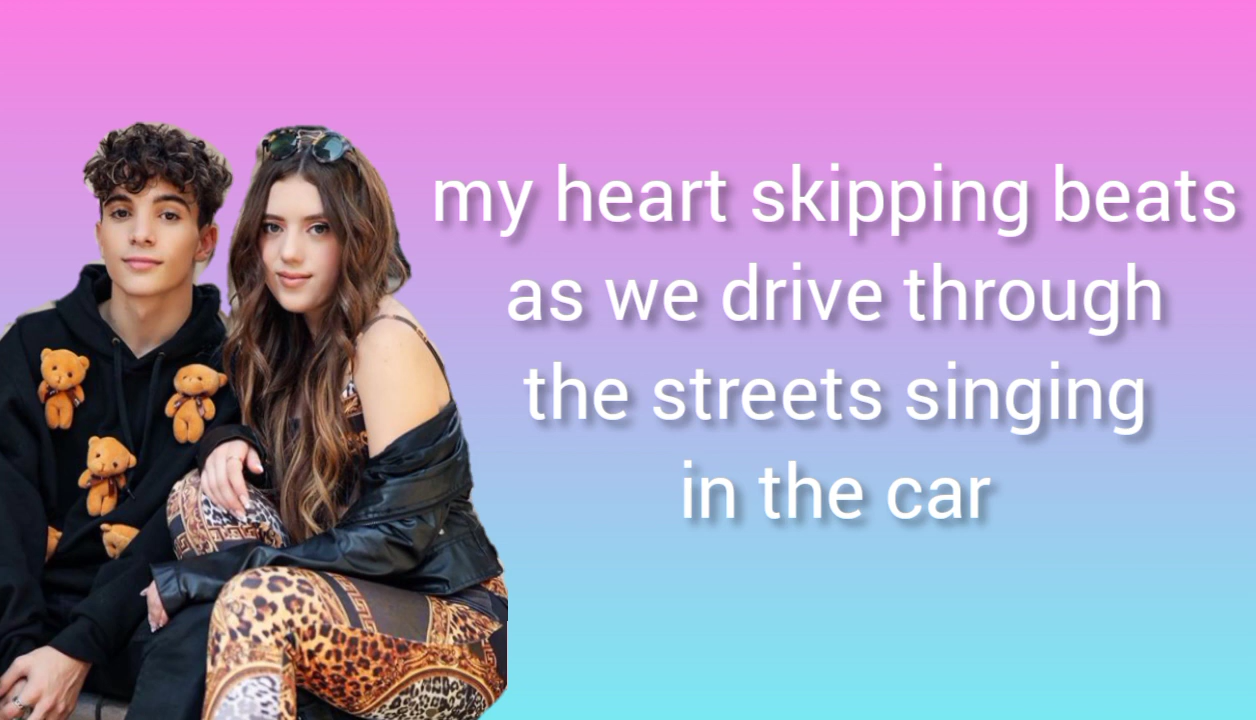 my heart skipping beats
as we drive through
the streets singing
in the car